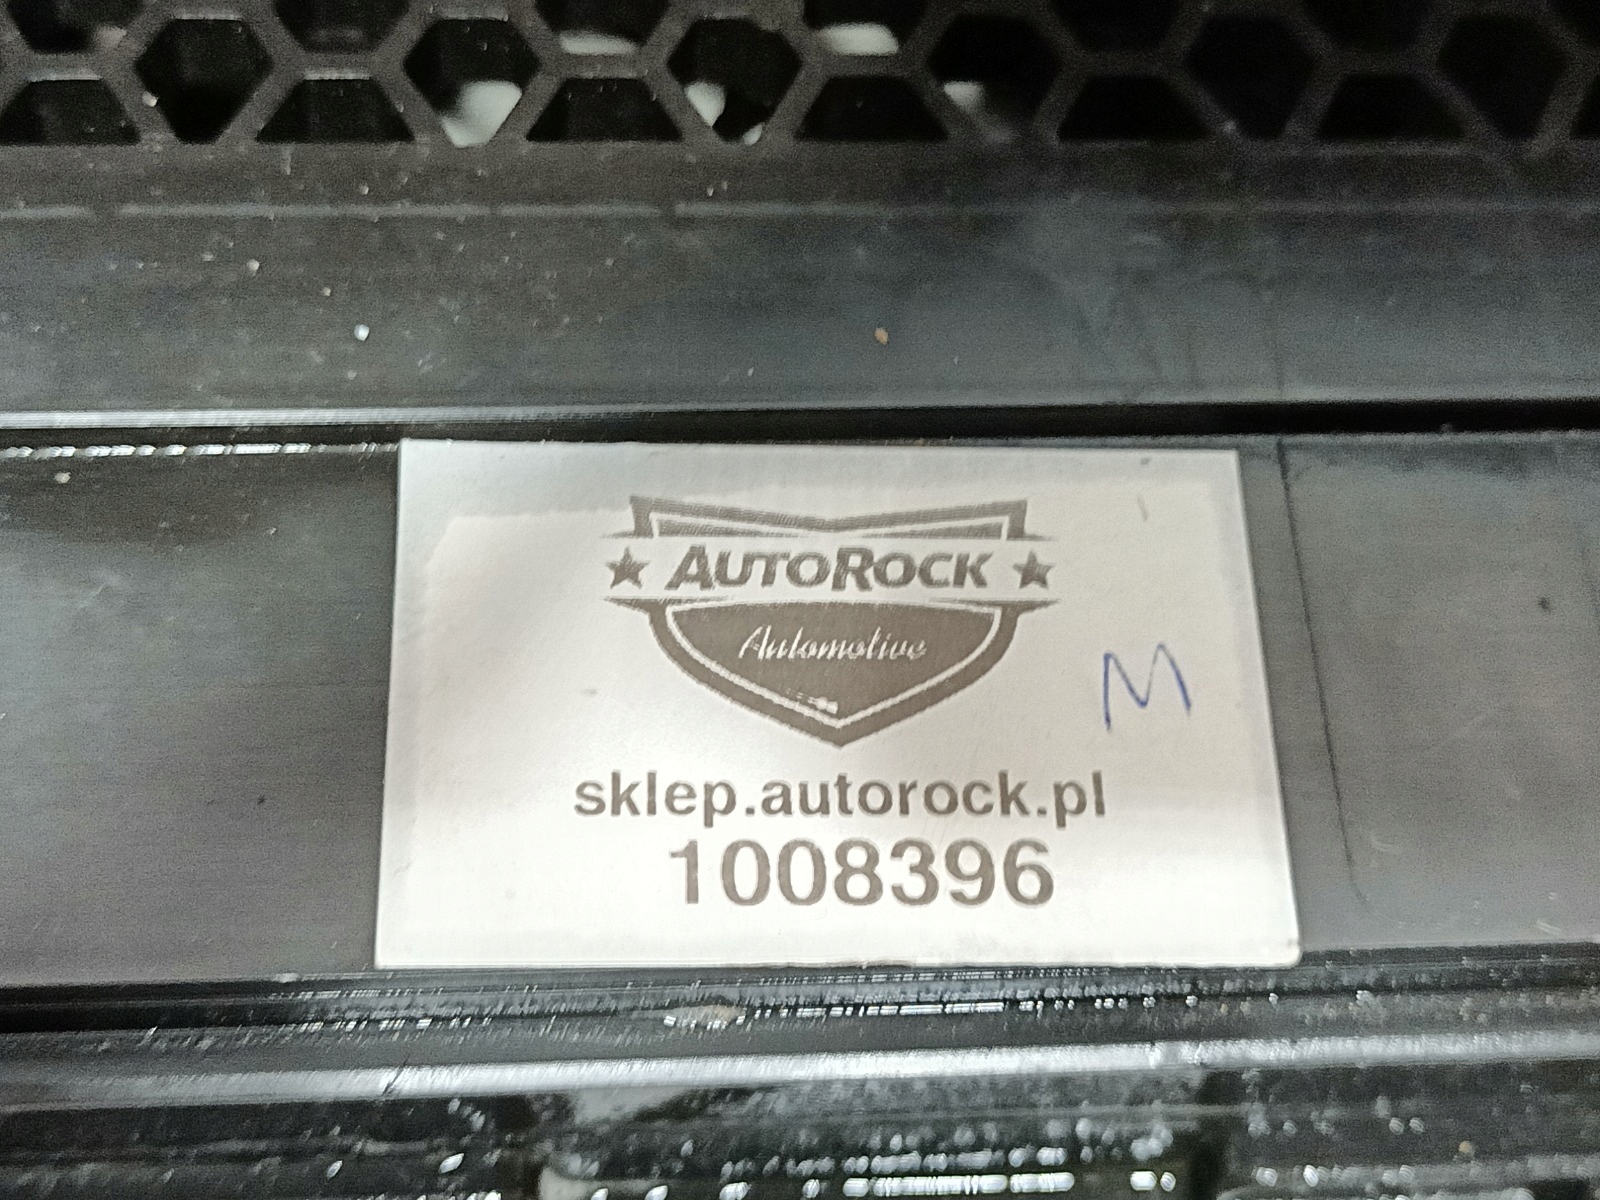 ★ AUTOROCK ★
Automotive
M
sklep.autorock.pl
1008396